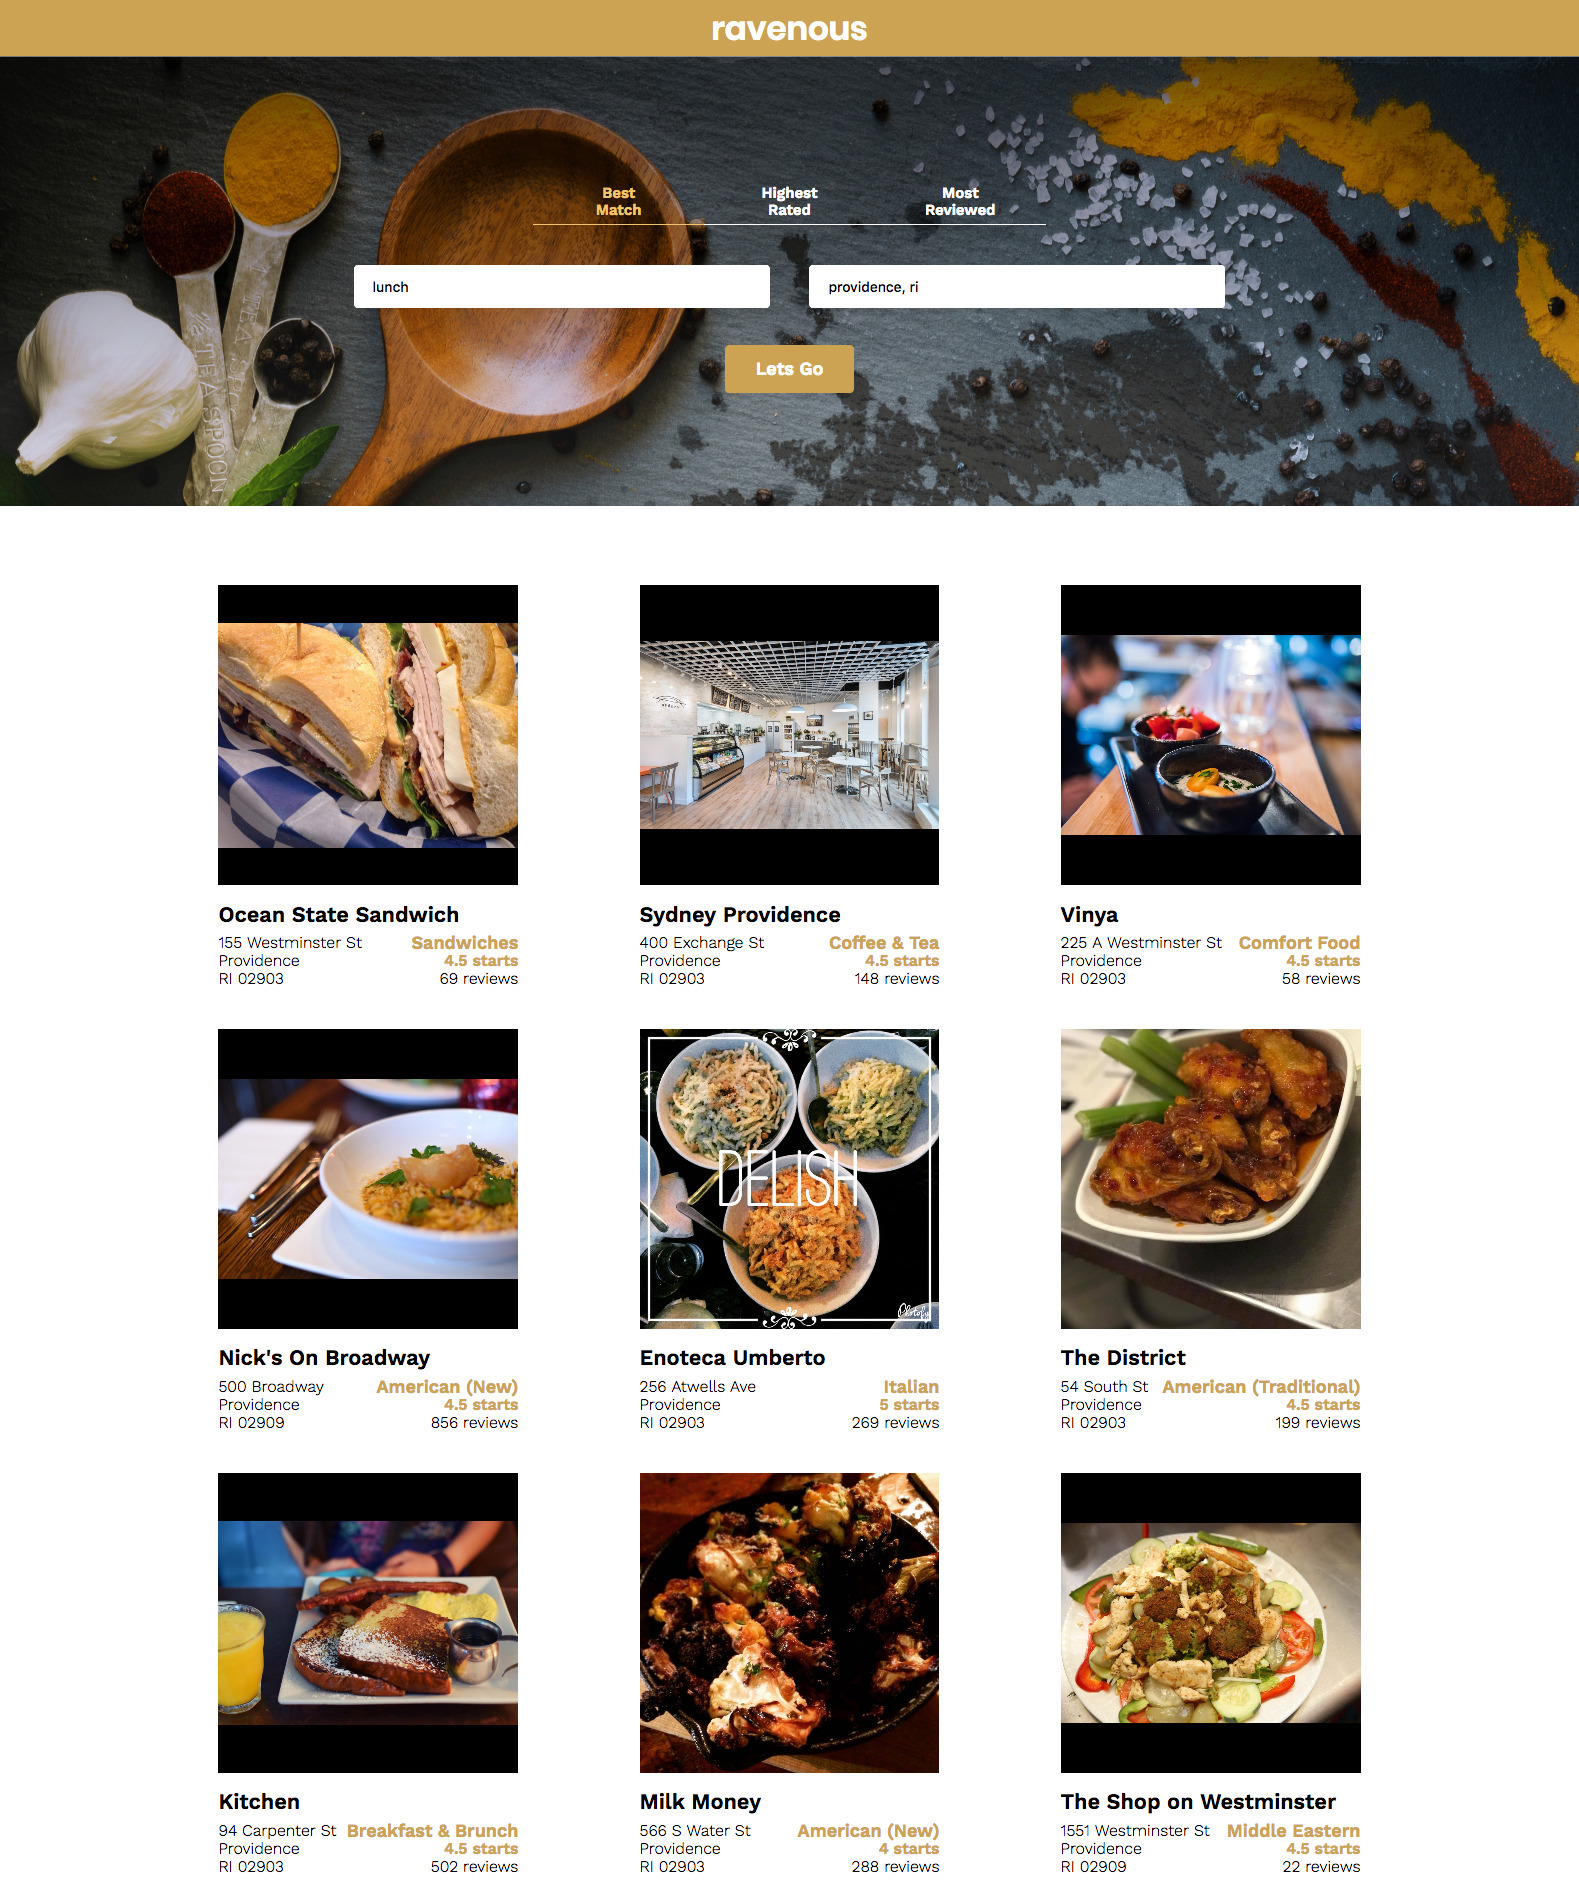 ravenous
Best
Match
Highest
Rated
Most
Reviewed
lunch
providence, ri
Lets Go
TEA SPOON
Ocean State Sandwich
155 Westminster St
Sandwiches
Providence
4.5 starts
RI 02903
69 reviews
Sydney Providence
400 Exchange St
Coffee & Tea
Providence
4.5 starts
RI 02903
148 reviews
Vinya
225 A Westminster St
Comfort Food
Providence
4.5 starts
RI 02903
58 reviews
DELISH
Photofy
Nick's On Broadway
500 Broadway
American (New)
Providence
4.5 starts
RI 02909
856 reviews
Enoteca Umberto
256 Atwells Ave
Italian
Providence
5 starts
RI 02903
269 reviews
The District
54 South St
American (Traditional)
Providence
4.5 starts
RI 02903
199 reviews
Kitchen
94 Carpenter St
Breakfast & Brunch
Providence
4.5 starts
RI 02903
502 reviews
Milk Money
566 S Water St
American (New)
Providence
4 starts
RI 02903
288 reviews
The Shop on Westminster
1551 Westminster St
Middle Eastern
Providence
4.5 starts
RI 02909
22 reviews